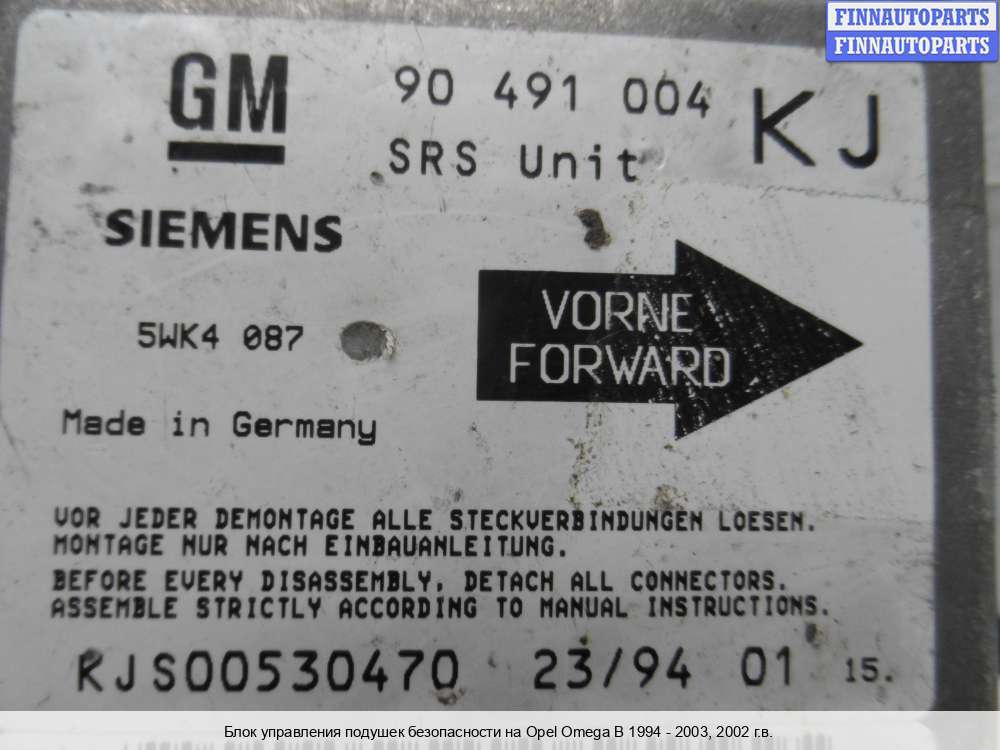 FINNAUTOPARTS
FINNAUTOPARTS
GM
90 491 004
KJ
SRS Unit
SIEMENS
VORNE
FORWARD
5WK4 087
Made in Germany
VOR JEDER DEMONTAGE ALLE STECKVERBINDUNGEN LOESEN.
MONTAGE NUR NACH EINBAUANLEITUNG.
BEFORE EVERY DISASSEMBLY, DETACH ALL CONNECTORS.
ASSEMBLE STRICTLY ACCORDING TO MANUAL INSTRUCTIONS.
KJS00530470 23/94 01 15.
Блок управления подушек безопасности на Opel Omega B 1994 - 2003, 2002 г.в.